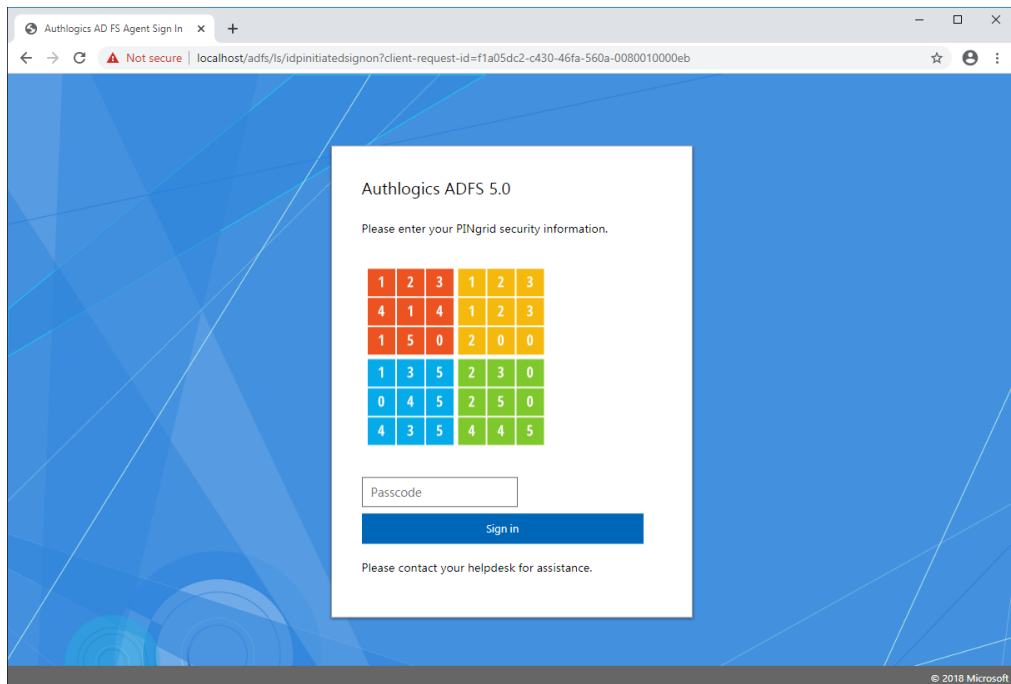 Authlogics AD FS Agent Sign In
Not secure | localhost/adfs/ls/idpinitiatedsignon?client-request-id=f1a05dc2-c430-46fa-560a-0080010000eb
Authlogics ADFS 5.0
Please enter your PINgrid security information.
1 2 3 1 2 3
4 1 4 1 2 3
1 5 0 2 0 0
1 3 5 2 3 0
0 4 5 2 5 0
4 3 5 4 4 5
Passcode
Sign in
Please contact your helpdesk for assistance.
© 2018 Microsoft